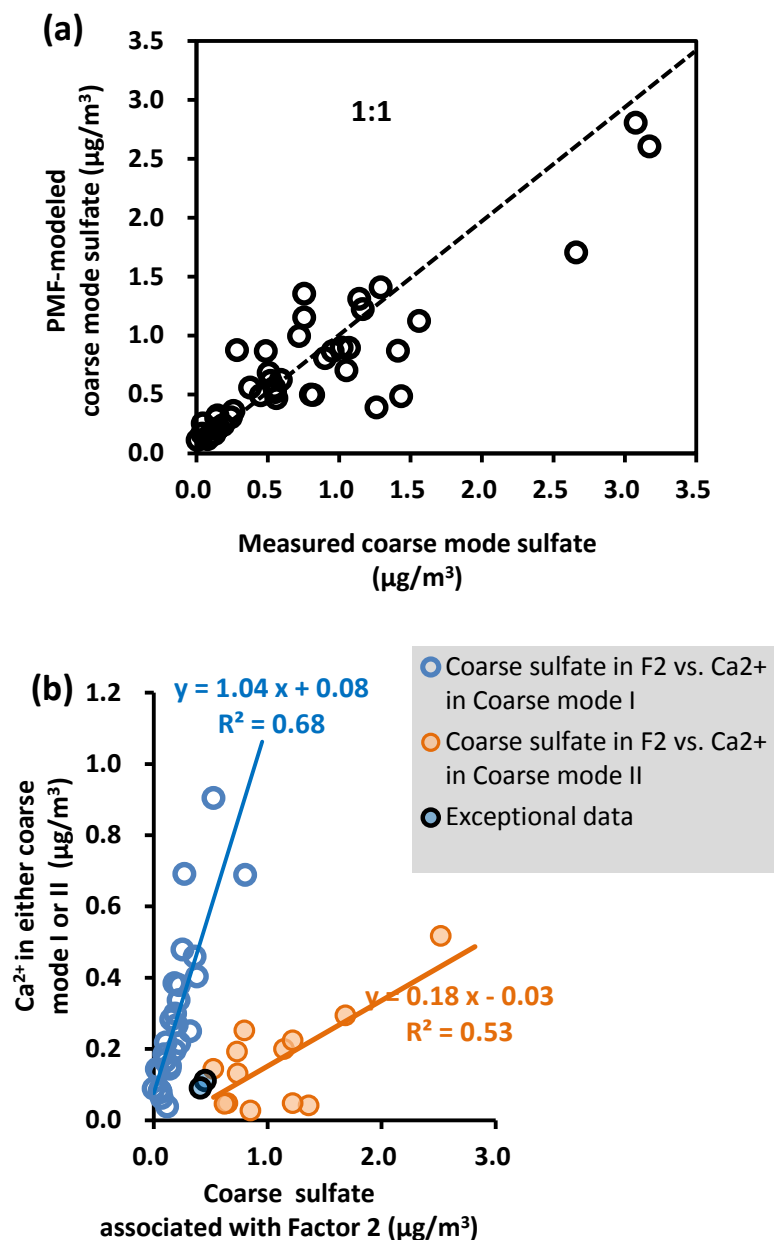 (a)
3.5
3.0
2.5
2.0
1.5
1.0
0.5
0.0
PMF-modeled
coarse mode sulfate (µg/m³)
1:1
0.0 0.5 1.0 1.5 2.0 2.5 3.0 3.5
Measured coarse mode sulfate
(µg/m³)
(b)
1.2
1.0
0.8
0.6
0.4
0.2
0.0
Ca²⁺ in either coarse
mode I or II (µg/m³)
y = 1.04 x + 0.08
R² = 0.68
Coarse sulfate in F2 vs. Ca2+
in Coarse mode I
Coarse sulfate in F2 vs. Ca2+
in Coarse mode II
Exceptional data
y = 0.18 x - 0.03
R² = 0.53
0.0 1.0 2.0 3.0
Coarse sulfate
associated with Factor 2 (µg/m³)